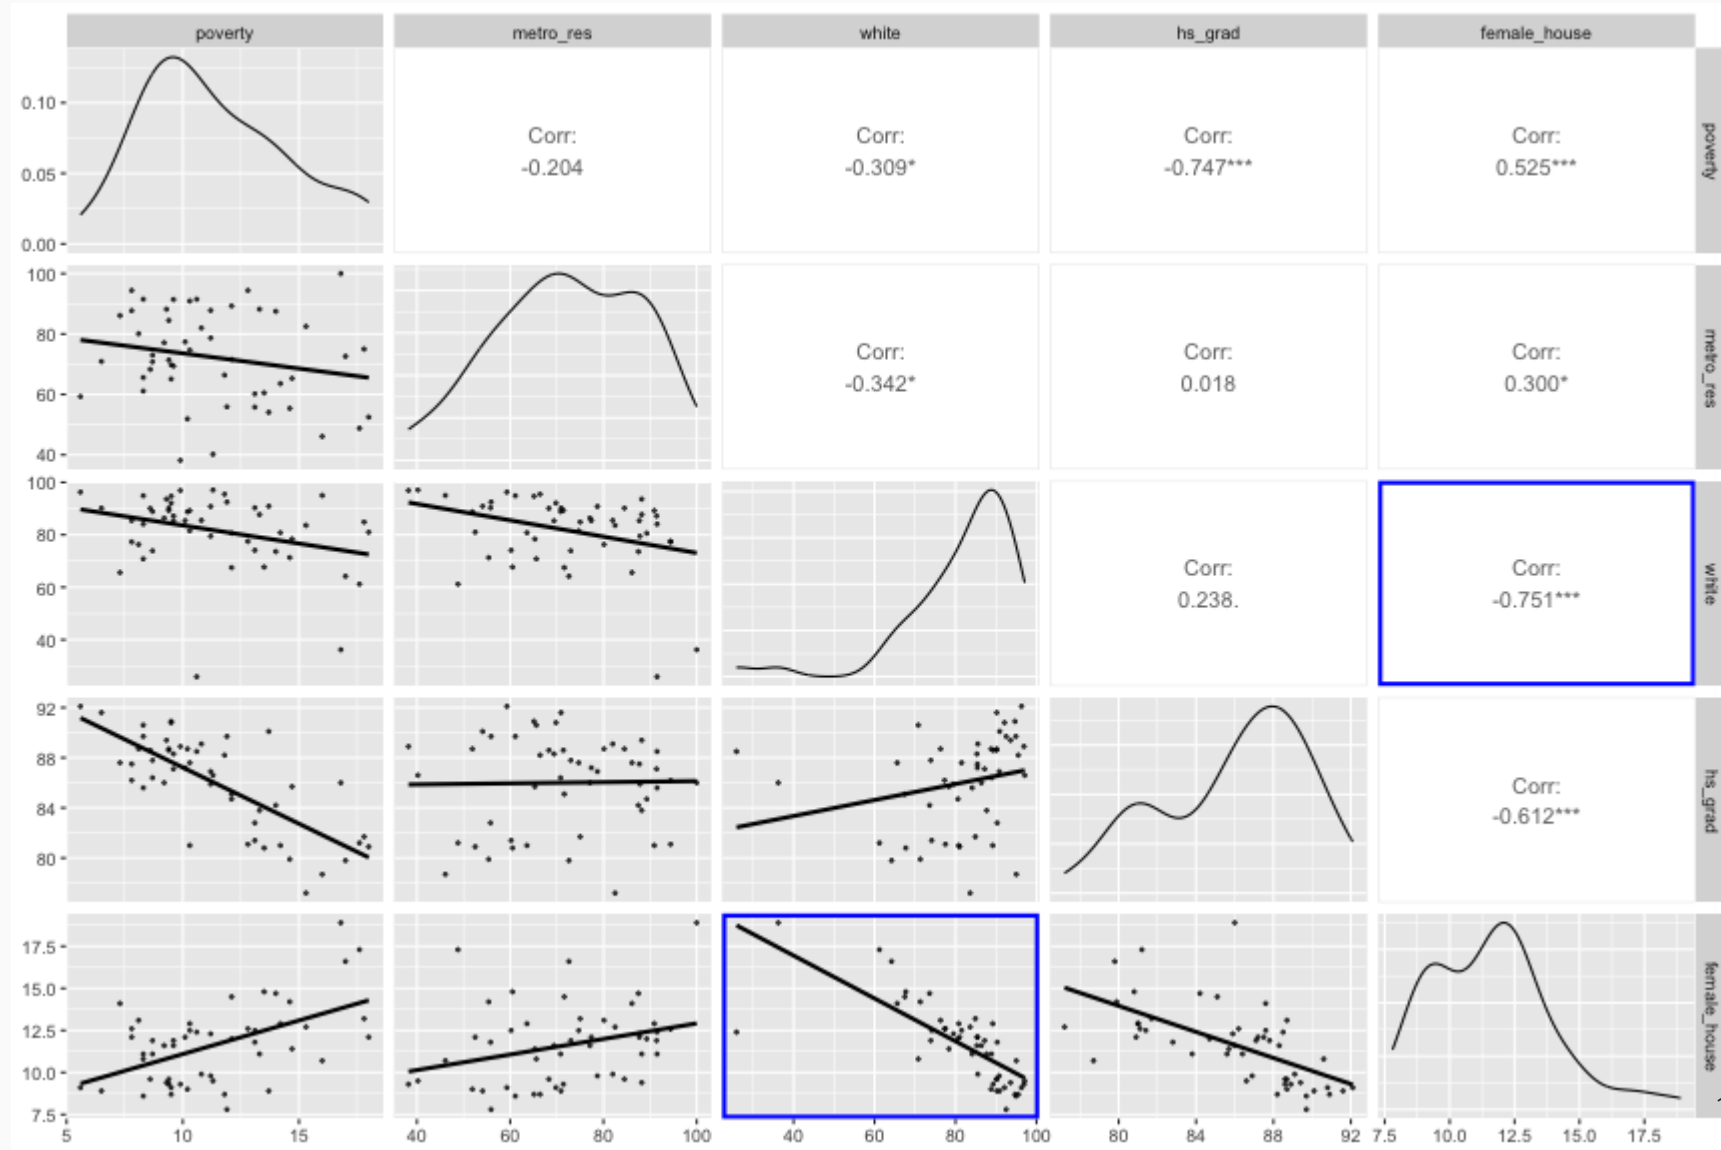 poverty metro_res white hs_grad female_house
0.10
0.05
0.00
Corr:
-0.204
Corr:
-0.309*
Corr:
-0.747***
Corr:
0.525***
poverty
100
80
60
40
Corr:
-0.342*
Corr:
0.018
Corr:
0.300*
metro_res
100
80
60
40
Corr:
0.238.
Corr:
-0.751***
white
92
88
84
80
Corr:
-0.612***
hs_grad
17.5
15.0
12.5
10.0
7.5
female_house
5 10 15 40 60 80 100 40 60 80 100 80 84 88 92 7.5 10.0 12.5 15.0 17.5